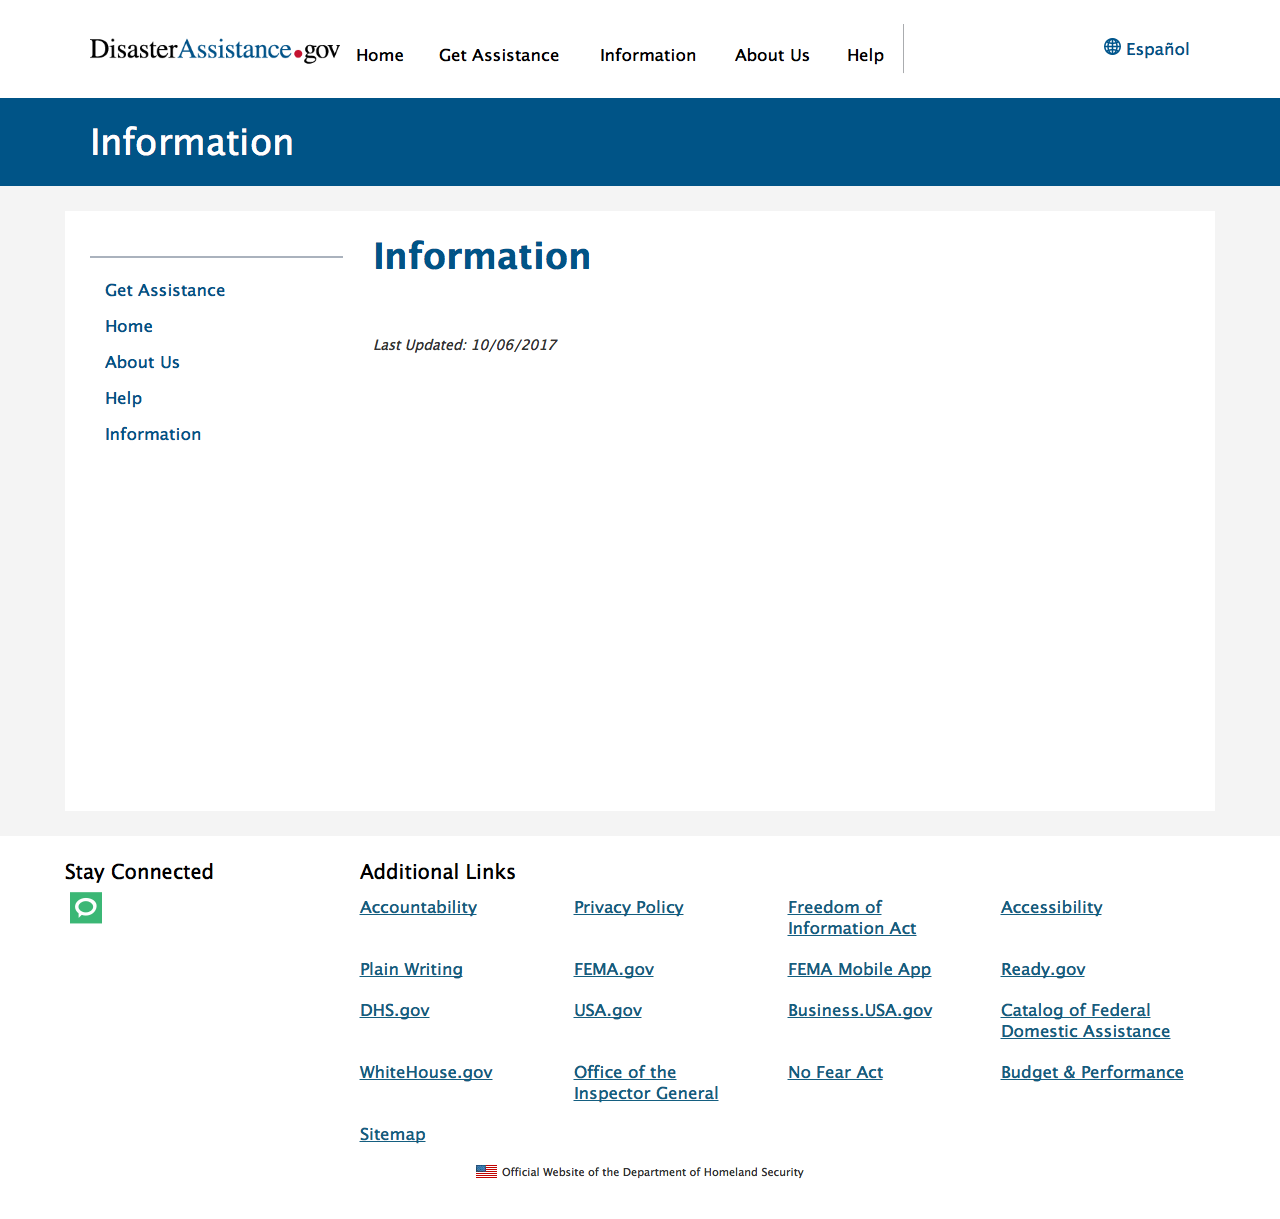 DisasterAssistance.gov Home Get Assistance Information About Us Help Español
Information
Information
Get Assistance
Home
About Us
Help
Information
Last Updated: 10/06/2017
Stay Connected
Additional Links
Accountability Privacy Policy Freedom of Accessibility
Information Act
Plain Writing FEMA.gov FEMA Mobile App Ready.gov
DHS.gov USA.gov Business.USA.gov Catalog of Federal
Domestic Assistance
WhiteHouse.gov Office of the No Fear Act Budget & Performance
Inspector General
Sitemap
Official Website of the Department of Homeland Security